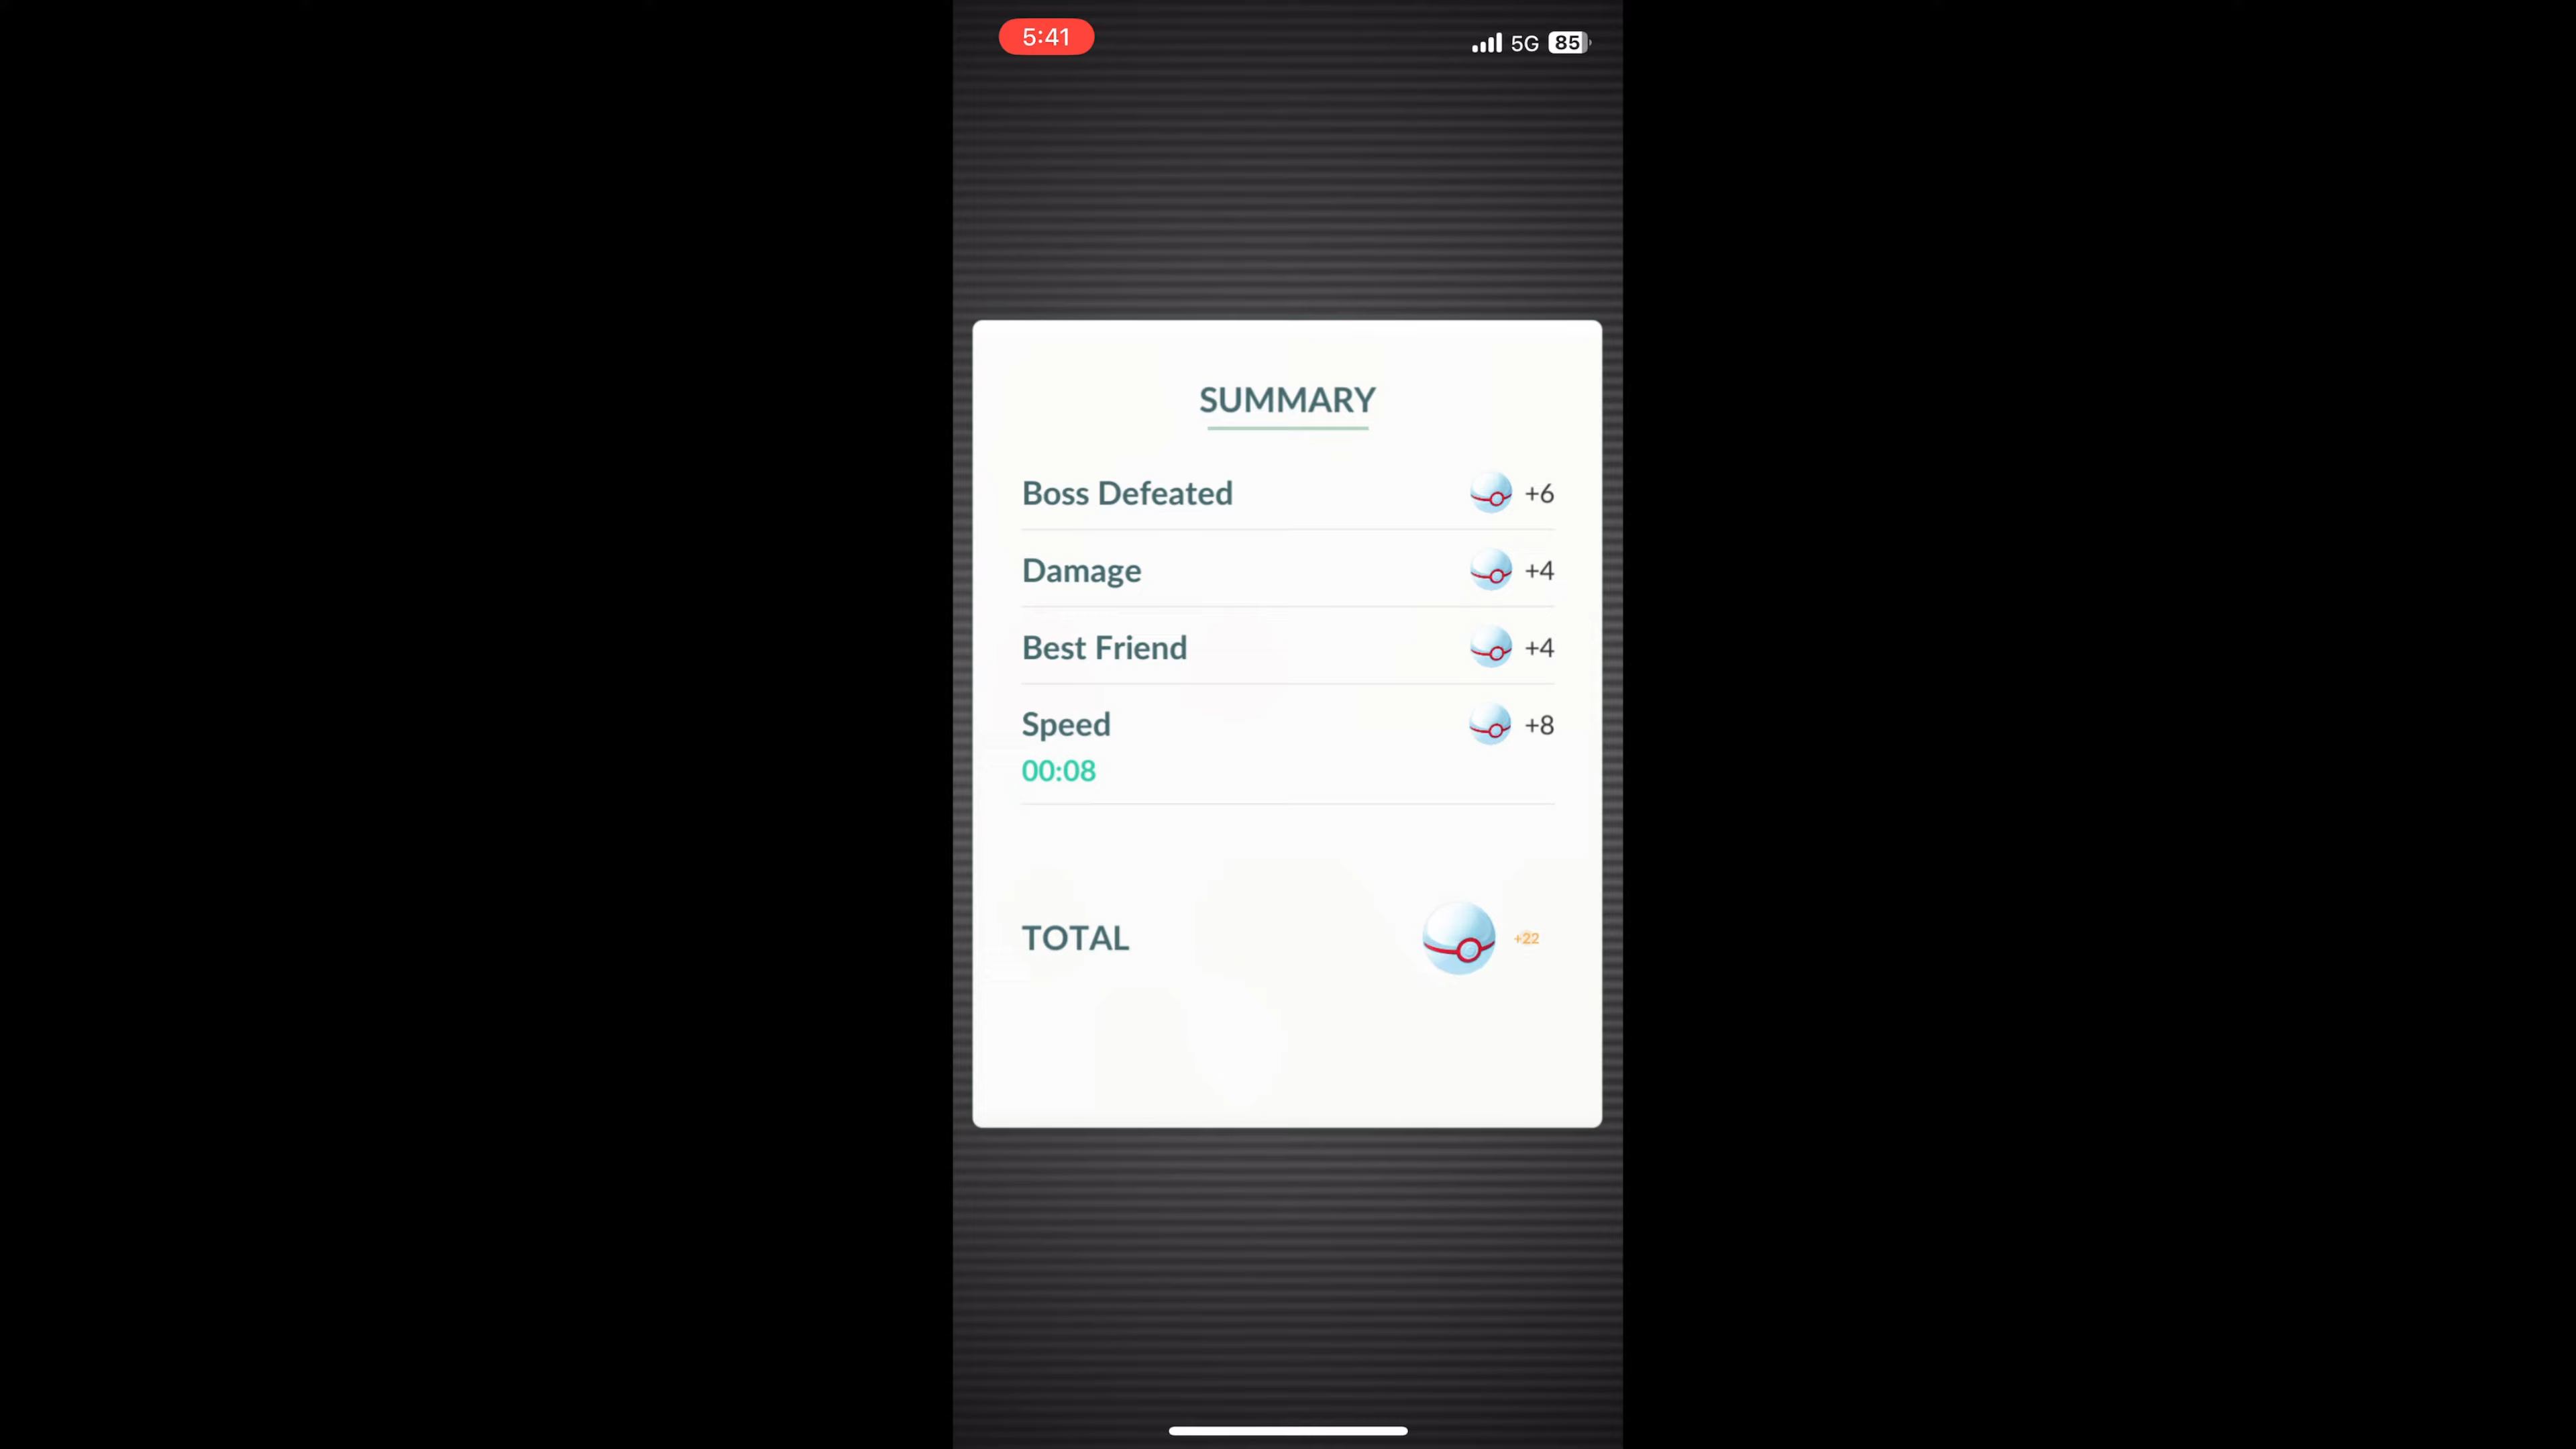 5:41
5G 85
SUMMARY
Boss Defeated +6
Damage +4
Best Friend +4
Speed +8
00:08
TOTAL +22